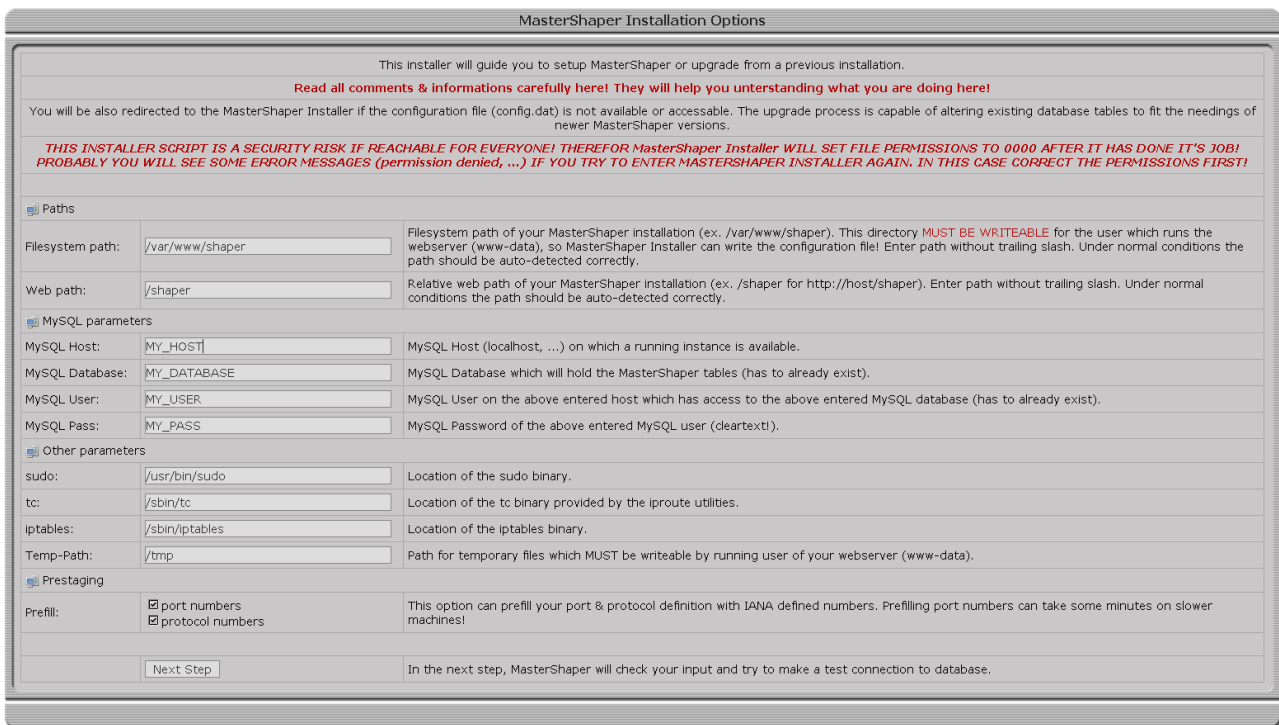 MasterShaper Installation Options
This installer will guide you to setup MasterShaper or upgrade from a previous installation.
Read all comments & informations carefully here! They will help you unterstanding what you are doing here!
You will be also redirected to the MasterShaper Installer if the configuration file (config.dat) is not available or accessable. The upgrade process is capable of altering existing database tables to fit the needings of
newer MasterShaper versions.
THIS INSTALLER SCRIPT IS A SECURITY RISK IF REACHABLE FOR EVERYONE! THEREFOR MasterShaper Installer WILL SET FILE PERMISSIONS TO 0000 AFTER IT HAS DONE IT'S JOB!
PROBABLY YOU WILL SEE SOME ERROR MESSAGES (permission denied, ...) IF YOU TRY TO ENTER MASTERSHAPER INSTALLER AGAIN. IN THIS CASE CORRECT THE PERMISSIONS FIRST!
Paths
Filesystem path: /var/www/shaper Filesystem path of your MasterShaper installation (ex. /var/www/shaper). This directory MUST BE WRITEABLE for the user which runs the
webserver (www-data), so MasterShaper Installer can write the configuration file! Enter path without trailing slash. Under normal conditions the
path should be auto-detected correctly.
Web path: /shaper Relative web path of your MasterShaper installation (ex. /shaper for http://host/shaper). Enter path without trailing slash. Under normal
conditions the path should be auto-detected correctly.
MySQL parameters
MySQL Host: MY_HOST MySQL Host (localhost, ...) on which a running instance is available.
MySQL Database: MY_DATABASE MySQL Database which will hold the MasterShaper tables (has to already exist).
MySQL User: MY_USER MySQL User on the above entered host which has access to the above entered MySQL database (has to already exist).
MySQL Pass: MY_PASS MySQL Password of the above entered MySQL user (cleartext!).
Other parameters
sudo: /usr/bin/sudo Location of the sudo binary.
tc: /sbin/tc Location of the tc binary provided by the iproute utilities.
iptables: /sbin/iptables Location of the iptables binary.
Temp-Path: /tmp Path for temporary files which MUST be writeable by running user of your webserver (www-data).
Prestaging
Prefill: port numbers
protocol numbers
This option can prefill your port & protocol definition with IANA defined numbers. Prefilling port numbers can take some minutes on slower
machines!
Next Step In the next step, MasterShaper will check your inputs and try to make a test connection to database.